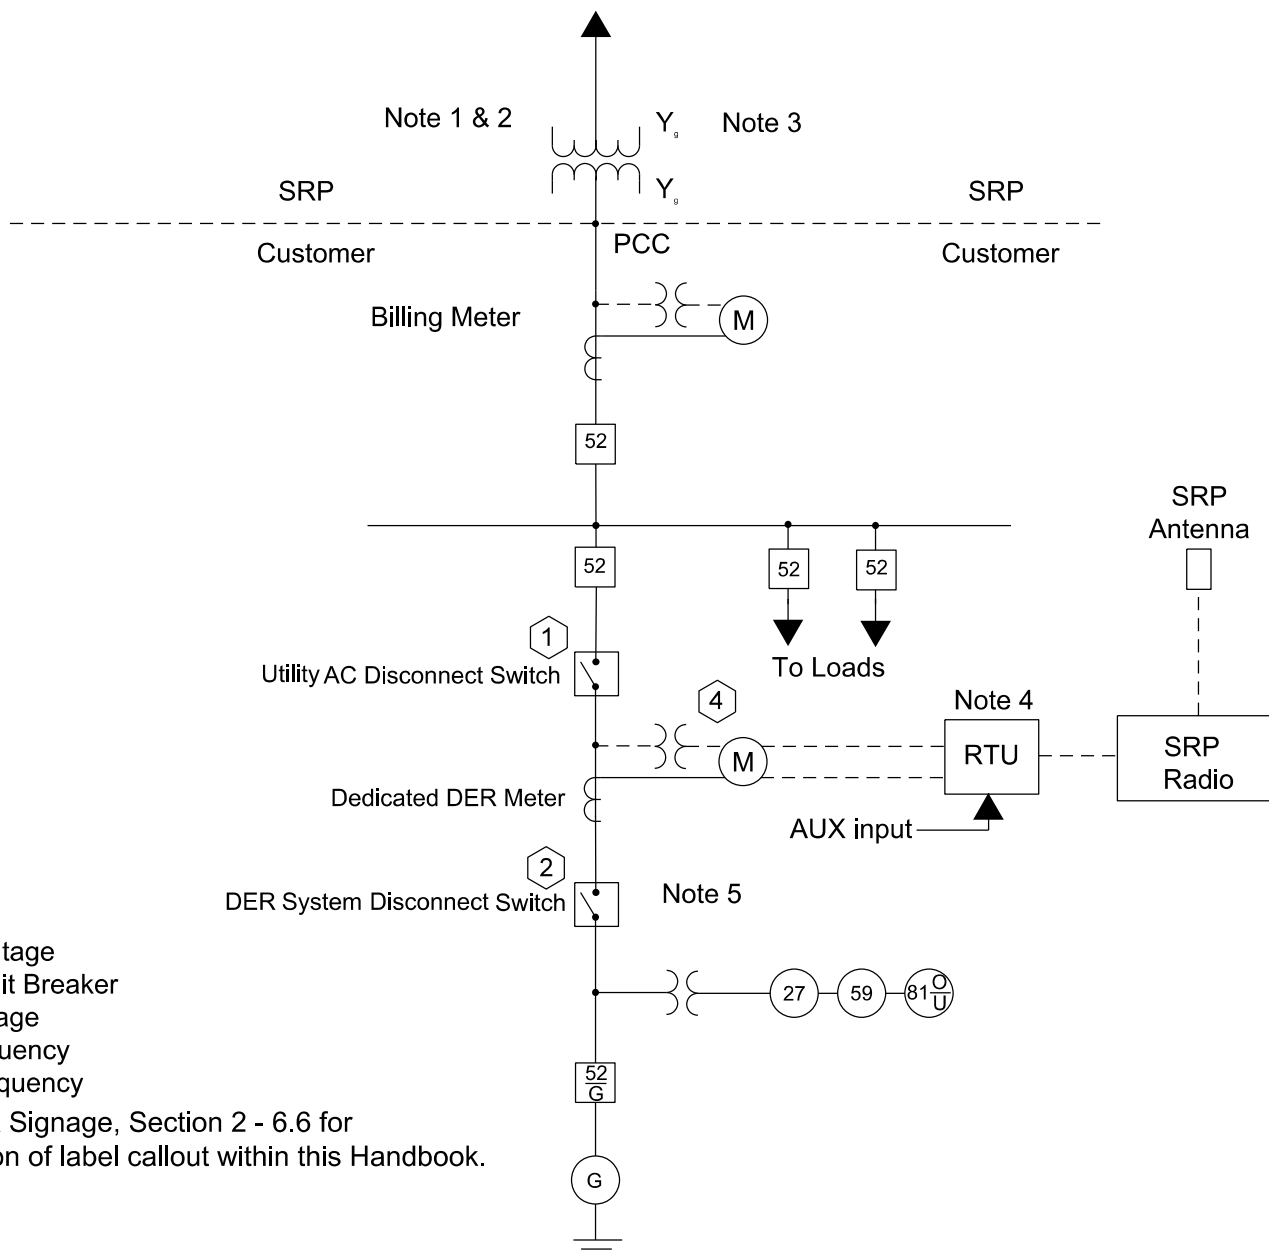 Note 1 & 2
Yg
Note 3
Yg
SRP
SRP
PCC
Customer
Customer
Billing Meter
M
52
SRP
Antenna
52
52
52
1
To Loads
Utility AC Disconnect Switch
4
Note 4
M
RTU
SRP
Radio
Dedicated DER Meter
AUX input
2
DER System Disconnect Switch
Note 5
tage
it Breaker
age
uency
quency
27
59
81 O/U
52/G
Signage, Section 2 - 6.6 for
on of label callout within this Handbook.
G